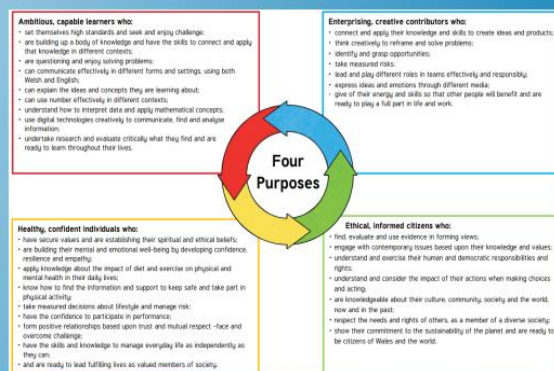 Ambitious, capable learners who:
• set themselves high standards and seek and enjoy challenge;
• are building up a body of knowledge and have the skills to connect and apply
that knowledge in different contexts;
• are questioning and enjoy solving problems;
• can communicate effectively in different forms and settings, using both
Welsh and English;
• can explain the ideas and concepts they are learning about;
• can use number effectively in different contexts;
• understand how to interpret data and apply mathematical concepts;
• use digital technologies creatively to communicate, find and analyse
information;
• undertake research and evaluate critically what they find and are
ready to learn throughout their lives.
Enterprising, creative contributors who:
• connect and apply their knowledge and skills to create ideas and products;
• think creatively to reframe and solve problems;
• identify and grasp opportunities;
• take measured risks;
• lead and play different roles in teams effectively and responsibly;
• express ideas and emotions through different media;
• give of their energy and skills so that other people will benefit and are
ready to play a full part in life and work.
Four
Purposes
Healthy, confident individuals who:
• have secure values and are establishing their spiritual and ethical beliefs;
• are building their mental and emotional well-being by developing confidence,
resilience and empathy;
• apply knowledge about the impact of diet and exercise on physical and
mental health in their daily lives;
• know how to find the information and support to keep safe and take part in
physical activity;
• take measured decisions about lifestyle and manage risk;
• have the confidence to participate in performance;
• form positive relationships based upon trust and mutual respect -face and
overcome challenge;
• have the skills and knowledge to manage everyday life as independently as
they can;
• and are ready to lead fulfilling lives as valued members of society.
Ethical, informed citizens who:
• find, evaluate and use evidence in forming views;
• engage with contemporary issues based upon their knowledge and values;
• understand and exercise their human and democratic responsibilities and
rights;
• understand and consider the impact of their actions when making choices
and acting;
• are knowledgeable about their culture, community, society and the world,
now and in the past;
• respect the needs and rights of others, as a member of a diverse society;
• show their commitment to the sustainability of the planet and are ready to
be citizens of Wales and the world.